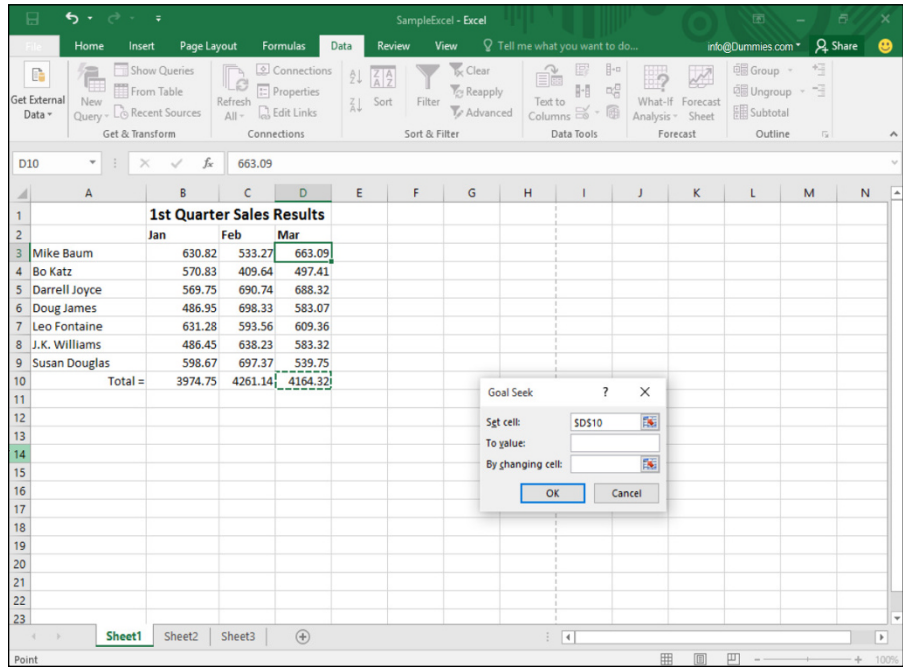 SampleExcel - Excel
File Home Insert Page Layout Formulas Data Review View Tell me what you want to do... info@Dummies.com Share
Get External Data
New Query
Show Queries
From Table
Recent Sources
Get & Transform
Refresh All
Connections
Properties
Edit Links
Connections
Sort
Filter
Clear
Reapply
Advanced
Sort & Filter
Text to Columns
Data Tools
What-If Analysis
Forecast Sheet
Forecast
Group
Ungroup
Subtotal
Outline
D10 fx 663.09
A B C D E F G H I J K L M N
1 1st Quarter Sales Results
2 Jan Feb Mar
3 Mike Baum 630.82 533.27 663.09
4 Bo Katz 570.83 409.64 497.41
5 Darrell Joyce 569.75 690.74 688.32
6 Doug James 486.95 698.33 583.07
7 Leo Fontaine 631.28 593.56 609.36
8 J.K. Williams 486.45 638.23 583.32
9 Susan Douglas 598.67 697.37 539.75
10 Total = 3974.75 4261.14 4164.32
11
12
13
14
15
16
17
18
19
20
21
22
23
Goal Seek ? X
Set cell: $D$10
To value:
By changing cell:
OK Cancel
Sheet1 Sheet2 Sheet3
Point 100%